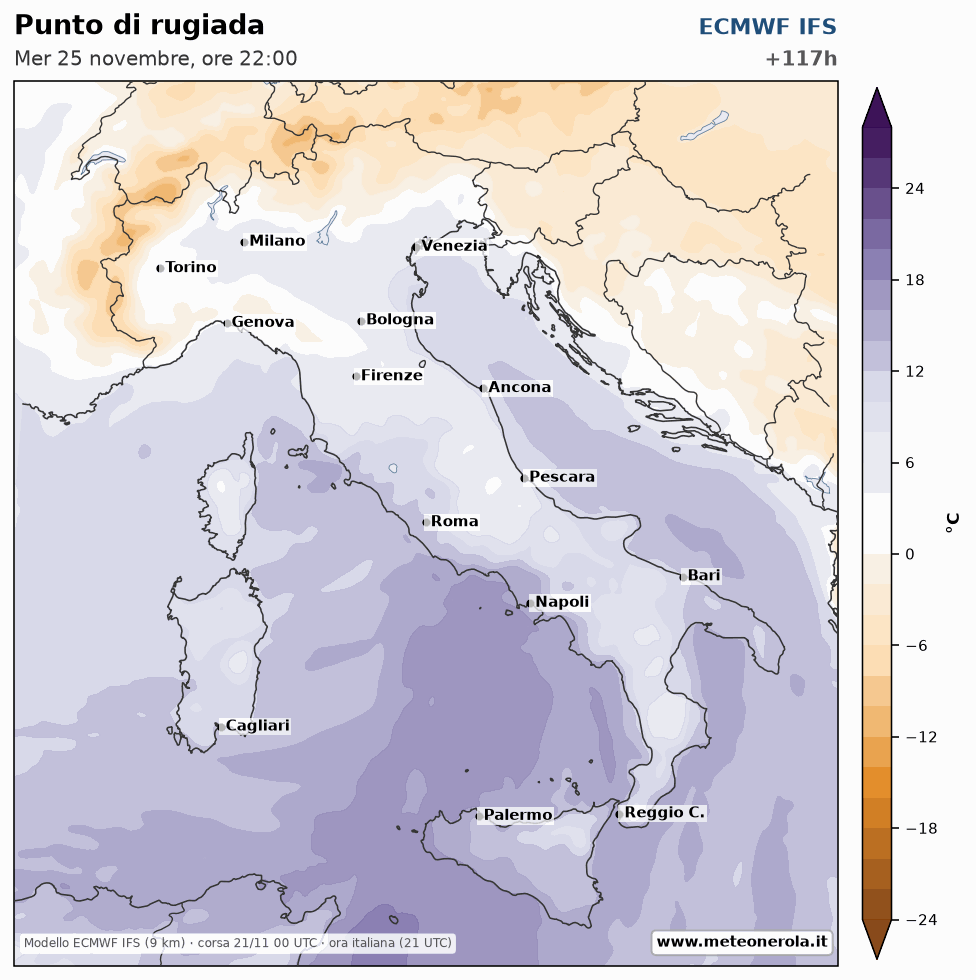 Punto di rugiada
ECMWF IFS
Mer 25 novembre, ore 22:00
+117h
Milano
Venezia
Torino
Genova
Bologna
Firenze
Ancona
Pescara
Roma
Bari
Napoli
Cagliari
Palermo
Reggio C.
24
18
12
6
0
−6
−12
−18
−24
°C
Modello ECMWF IFS (9 km) · corsa 21/11 00 UTC · ora italiana (21 UTC)
www.meteonerola.it